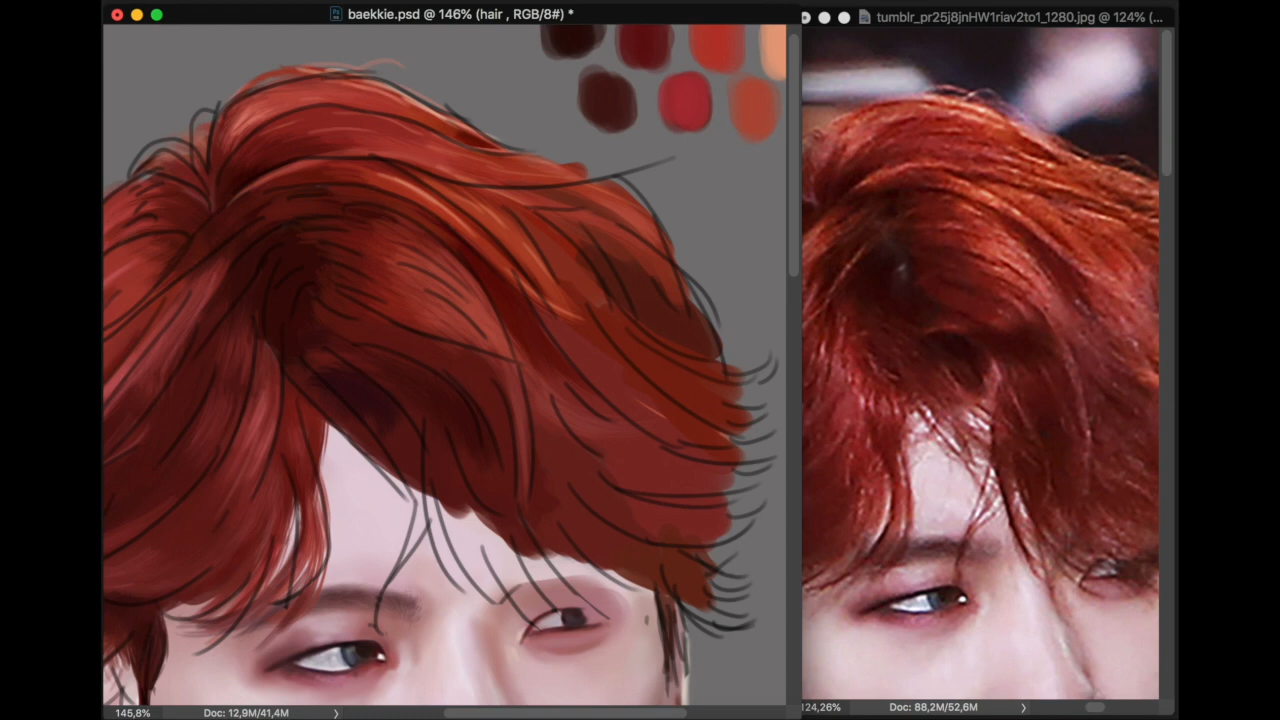 baekkie.psd @ 146% (hair , RGB/8#) *
tumblr_pr25j8jnHW1riav2to1_1280.jpg @ 124% (...
145,8%
Doc: 12,9M/41,4M
124,26%
Doc: 88,2M/52,6M